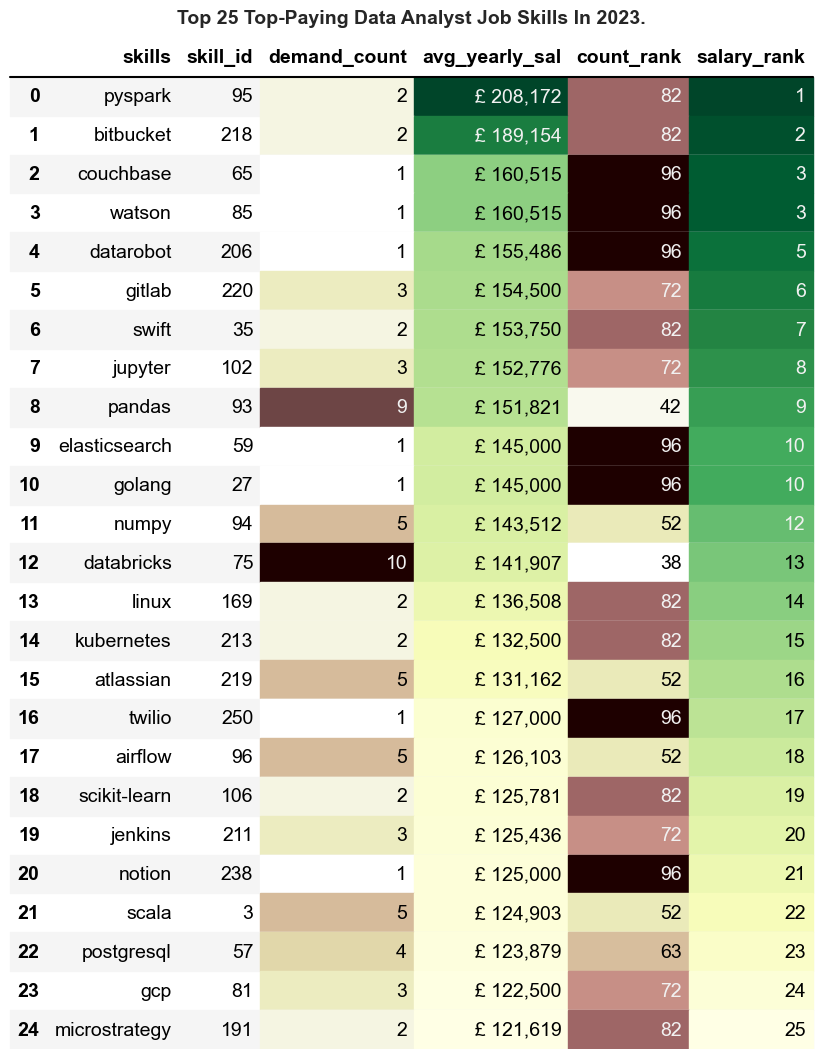 Top 25 Top-Paying Data Analyst Job Skills In 2023.
skills skill_id demand_count avg_yearly_sal count_rank salary_rank
0 pyspark 95 2 £ 208,172 82 1
1 bitbucket 218 2 £ 189,154 82 2
2 couchbase 65 1 £ 160,515 96 3
3 watson 85 1 £ 160,515 96 3
4 datarobot 206 1 £ 155,486 96 5
5 gitlab 220 3 £ 154,500 72 6
6 swift 35 2 £ 153,750 82 7
7 jupyter 102 3 £ 152,776 72 8
8 pandas 93 9 £ 151,821 42 9
9 elasticsearch 59 1 £ 145,000 96 10
10 golang 27 1 £ 145,000 96 10
11 numpy 94 5 £ 143,512 52 12
12 databricks 75 10 £ 141,907 38 13
13 linux 169 2 £ 136,508 82 14
14 kubernetes 213 2 £ 132,500 82 15
15 atlassian 219 5 £ 131,162 52 16
16 twilio 250 1 £ 127,000 96 17
17 airflow 96 5 £ 126,103 52 18
18 scikit-learn 106 2 £ 125,781 82 19
19 jenkins 211 3 £ 125,436 72 20
20 notion 238 1 £ 125,000 96 21
21 scala 3 5 £ 124,903 52 22
22 postgresql 57 4 £ 123,879 63 23
23 gcp 81 3 £ 122,500 72 24
24 microstrategy 191 2 £ 121,619 82 25